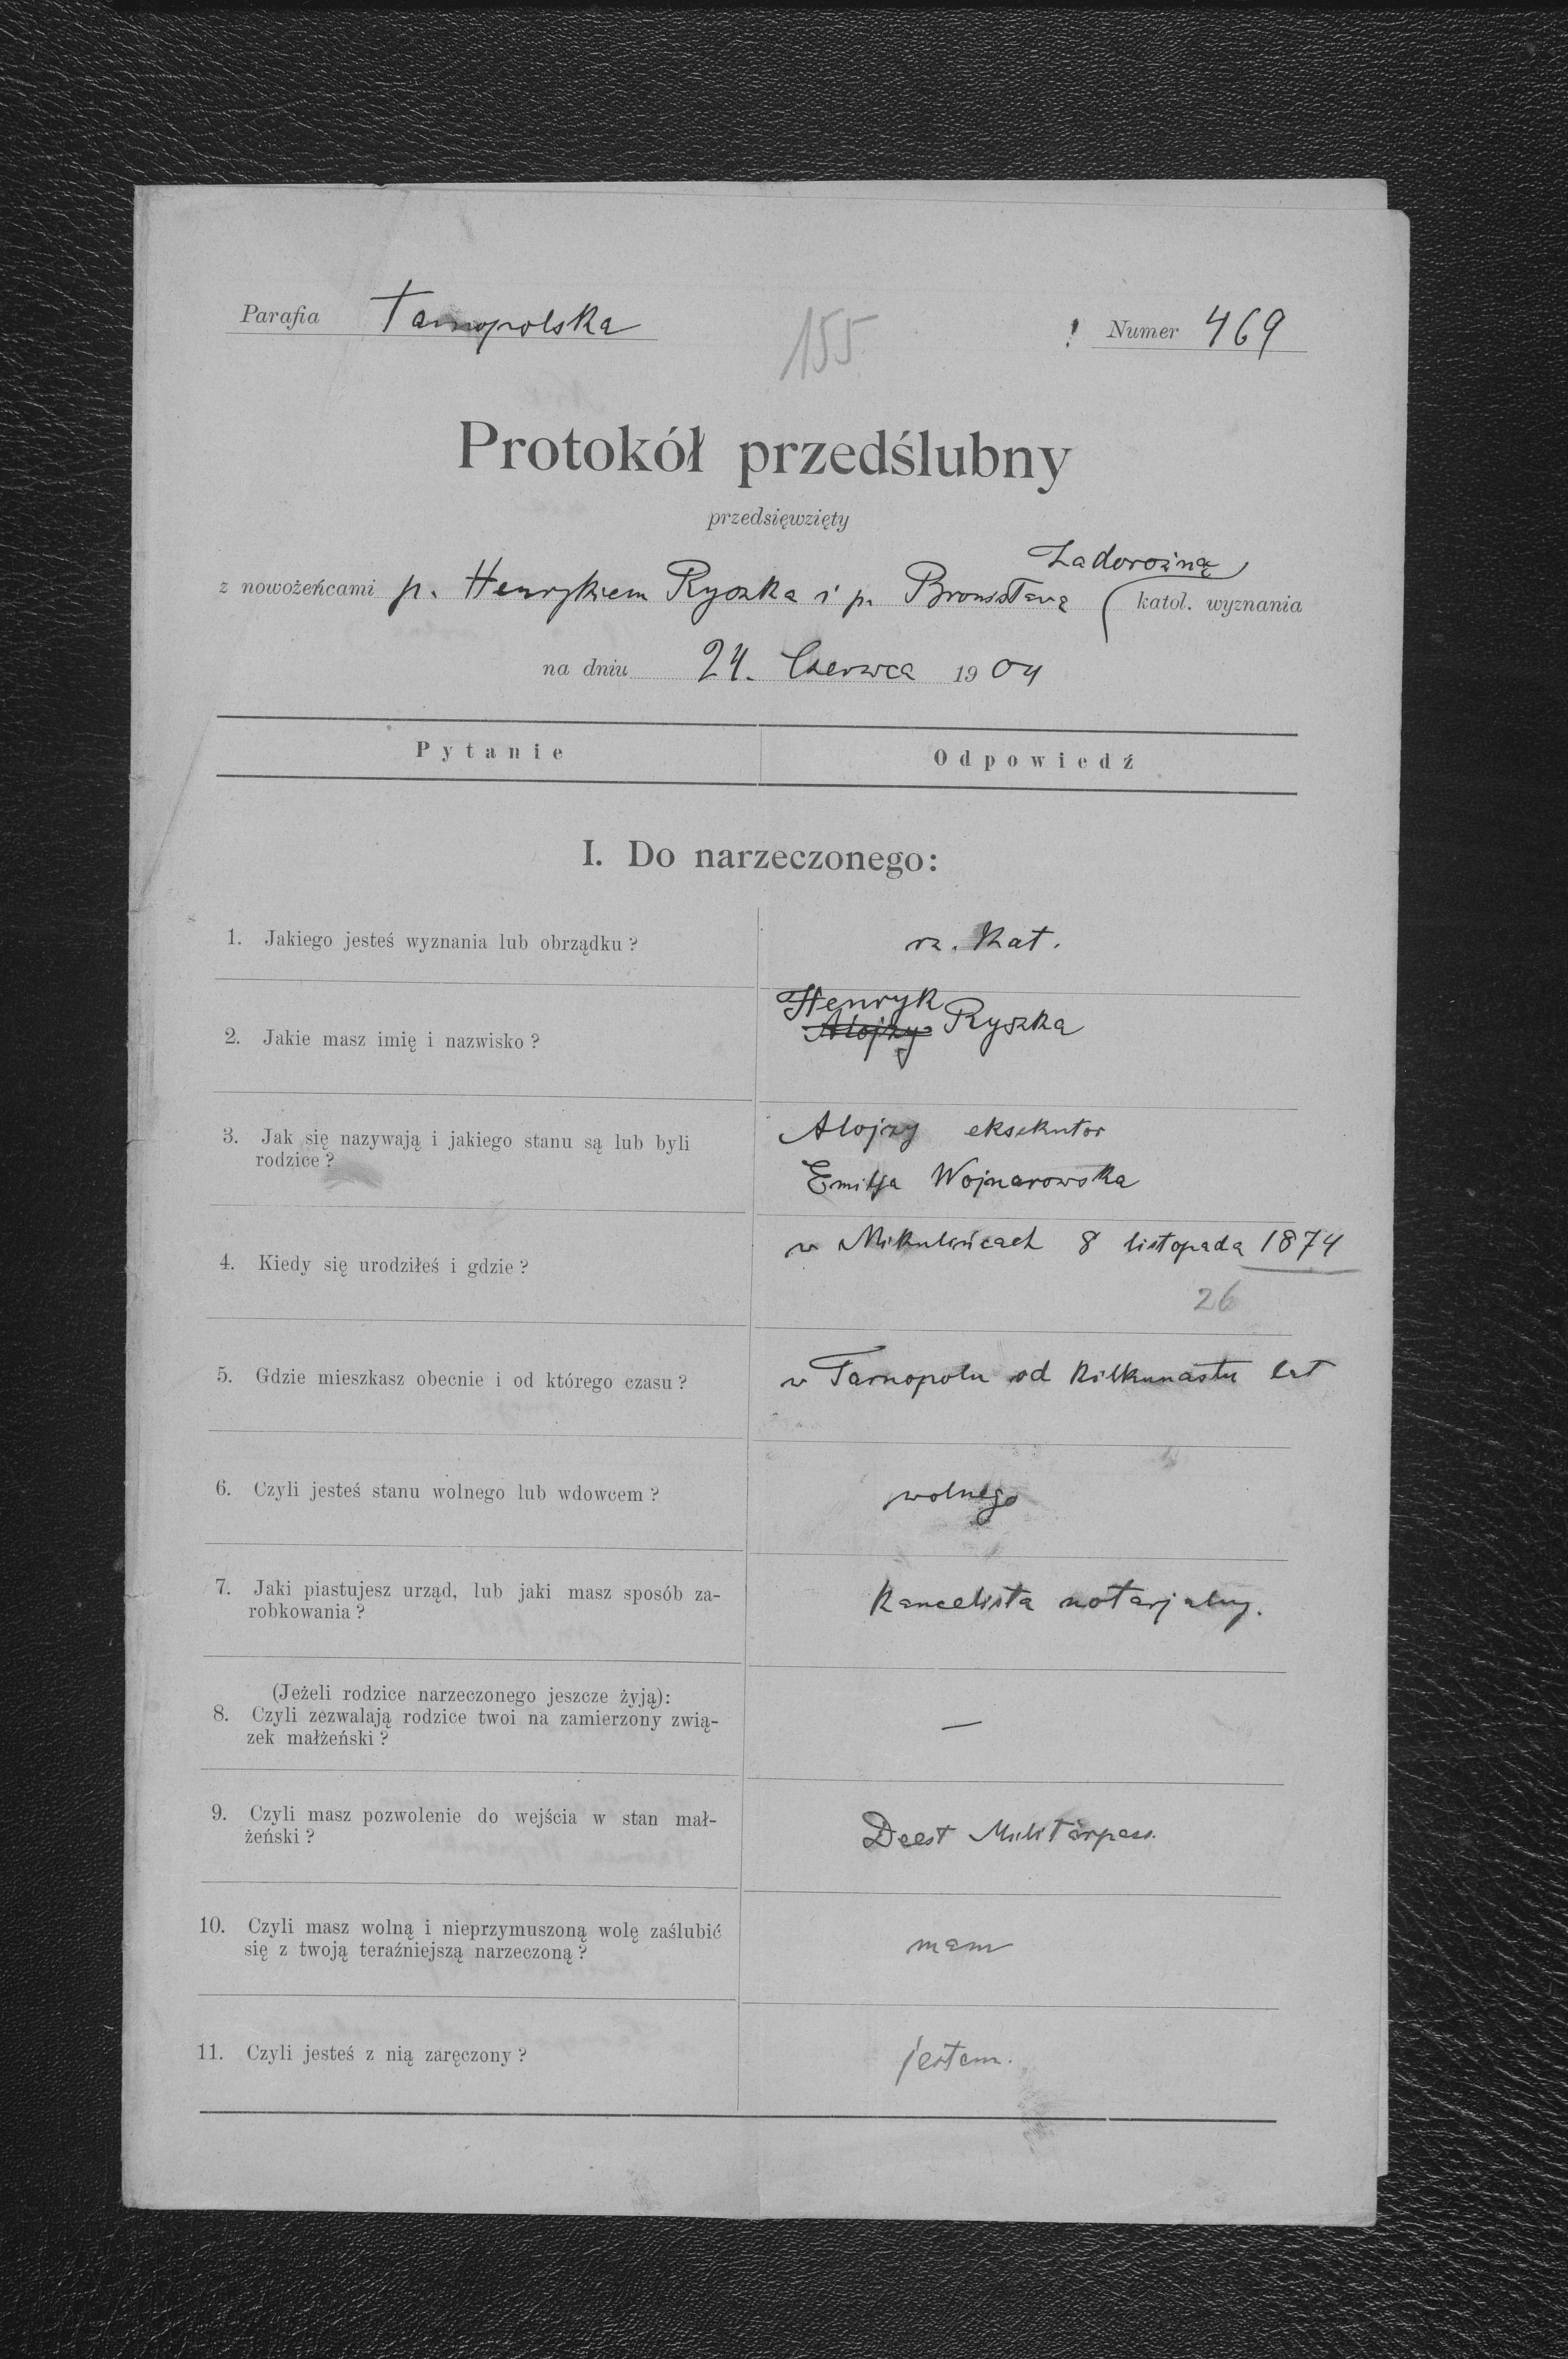 Parafia Tarnopolska
155
! Numer 469
Protokół przedślubny
przedsięwzięty
Zadorożną
z nowożeńcami p. Henrykiem Ryszka i p. Bronisławą katol. wyznania
na dniu 24. Czerwca 1904
Pytanie
Odpowiedź
I. Do narzeczonego:
1. Jakiego jesteś wyznania lub obrządku?
rz. kat.
2. Jakie masz imię i nazwisko?
Henryk
Alojzy Ryszka
3. Jak się nazywają i jakiego stanu są lub byli
rodzice?
Alojzy eksekutor
Emilja Wojnarowska
4. Kiedy się urodziłeś i gdzie?
w Mikulińcach 8 listopada 1874
26
5. Gdzie mieszkasz obecnie i od którego czasu?
w Tarnopolu od kilkunastu lat
6. Czyli jesteś stanu wolnego lub wdowcem?
wolnego
7. Jaki piastujesz urząd, lub jaki masz sposób za-
robkowania?
kancelista notarjalny.
(Jeżeli rodzice narzeczonego jeszcze żyją):
8. Czyli zezwalają rodzice twoi na zamierzony zwią-
zek małżeński?
—
9. Czyli masz pozwolenie do wejścia w stan mał-
żeński?
Deest Militärpass.
10. Czyli masz wolną i nieprzymuszoną wolę zaślubić
się z twoją teraźniejszą narzeczoną?
mam
11. Czyli jesteś z nią zaręczony?
jestem.